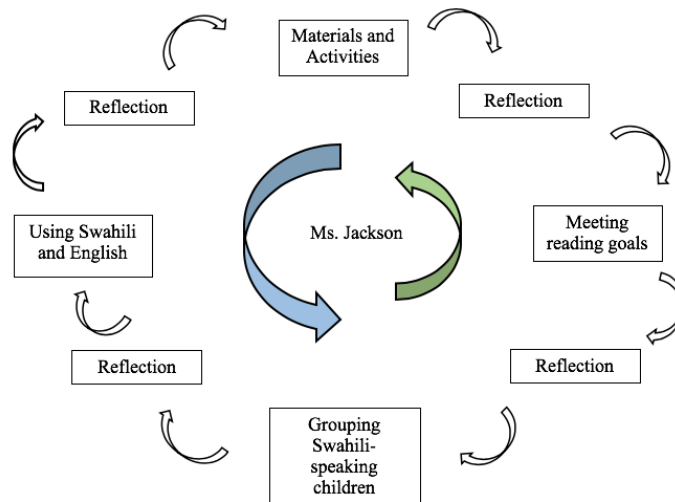 Materials and
Activities
Reflection
Meeting
reading goals
Reflection
Grouping
Swahili-
speaking
children
Reflection
Using Swahili
and English
Reflection
Ms. Jackson